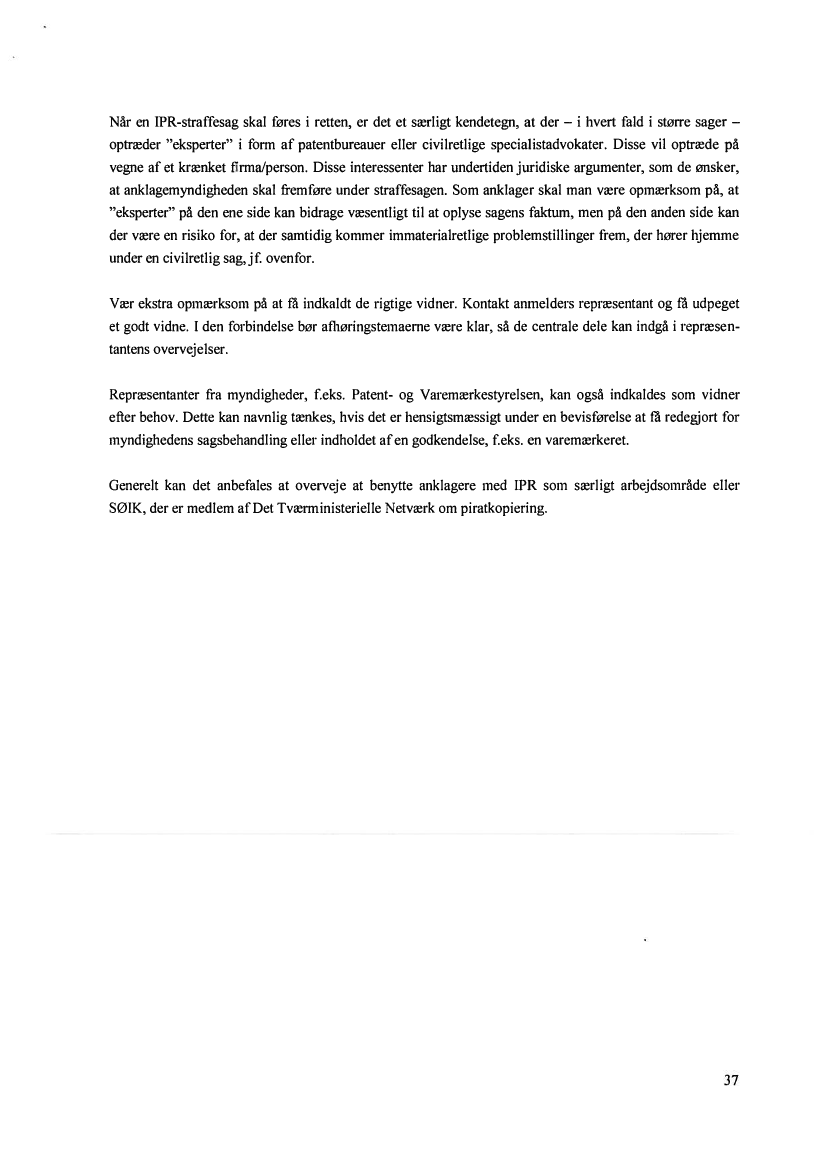 Når en IPR-straffesag skal føres i retten, er det et særligt kendetegn, at der – i hvert fald i større sager –
optræder ”eksperter” i form af patentbureauer eller civilretlige specialistadvokater. Disse vil optræde på
vegne af et krænket firma/person. Disse interessenter har undertiden juridiske argumenter, som de ønsker,
at anklagemyndigheden skal fremføre under straffesagen. Som anklager skal man være opmærksom på, at
”eksperter” på den ene side kan bidrage væsentligt til at oplyse sagens faktum, men på den anden side kan
der være en risiko for, at der samtidig kommer immaterialretlige problemstillinger frem, der hører hjemme
under en civilretlig sag, jf. ovenfor.

Vær ekstra opmærksom på at få indkaldt de rigtige vidner. Kontakt anmelders repræsentant og få udpeget
et godt vidne. I den forbindelse bør afhøringstemaerne være klar, så de centrale dele kan indgå i repræsen-
tantens overvejelser.

Repræsentanter fra myndigheder, f.eks. Patent- og Varemærkestyrelsen, kan også indkaldes som vidner
efter behov. Dette kan navnlig tænkes, hvis det er hensigtsmæssigt under en bevisførelse at få redegjort for
myndighedens sagsbehandling eller indholdet af en godkendelse, f.eks. en varemærkeret.

Generelt kan det anbefales at overveje at benytte anklagere med IPR som særligt arbejdsområde eller
SØIK, der er medlem af Det Tværministerielle Netværk om piratkopiering.

37